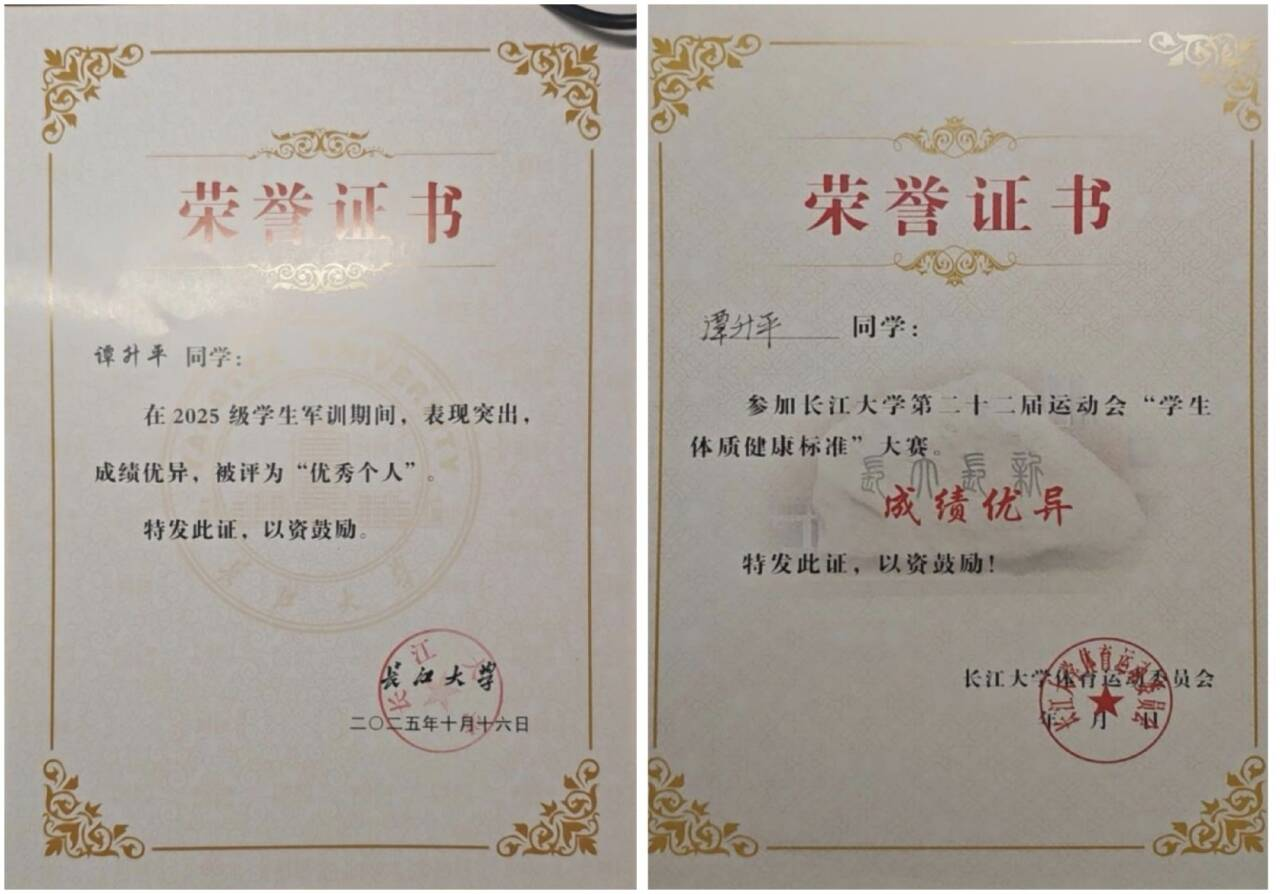 荣誉证书
谭升平 同学：
在 2025 级学生军训期间，表现突出，
成绩优异，被评为“优秀个人”。
特发此证，以资鼓励。
长江大学
二〇二五年十月十六日
荣誉证书
谭升平 同学：
参加长江大学第二十二届运动会“学生
体质健康标准”大赛。
成绩优异
特发此证，以资鼓励！
长江大学体育运动委员会
年 月 日